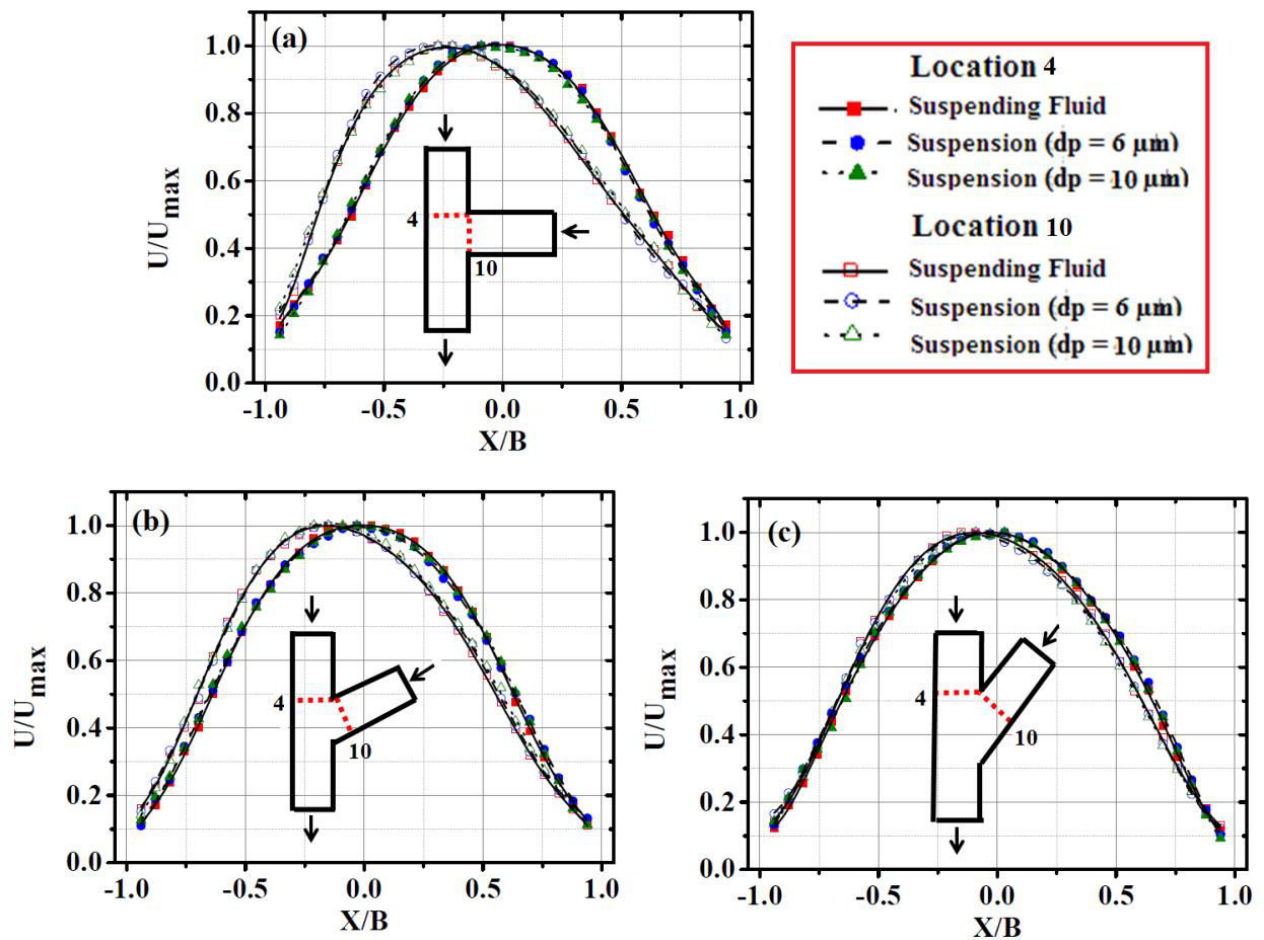 (a)
1.0
0.8
0.6
0.4
0.2
0.0
U/Umax
4
10
-1.0
-0.5
0.0
0.5
1.0
X/B
Location 4
Suspending Fluid
Suspension (dp = 6 µm)
Suspension (dp = 10 µm)
Location 10
Suspending Fluid
Suspension (dp = 6 µm)
Suspension (dp = 10 µm)
(b)
1.0
0.8
0.6
0.4
0.2
0.0
U/Umax
4
10
-1.0
-0.5
0.0
0.5
1.0
X/B
(c)
1.0
0.8
0.6
0.4
0.2
0.0
U/Umax
4
10
-1.0
-0.5
0.0
0.5
1.0
X/B